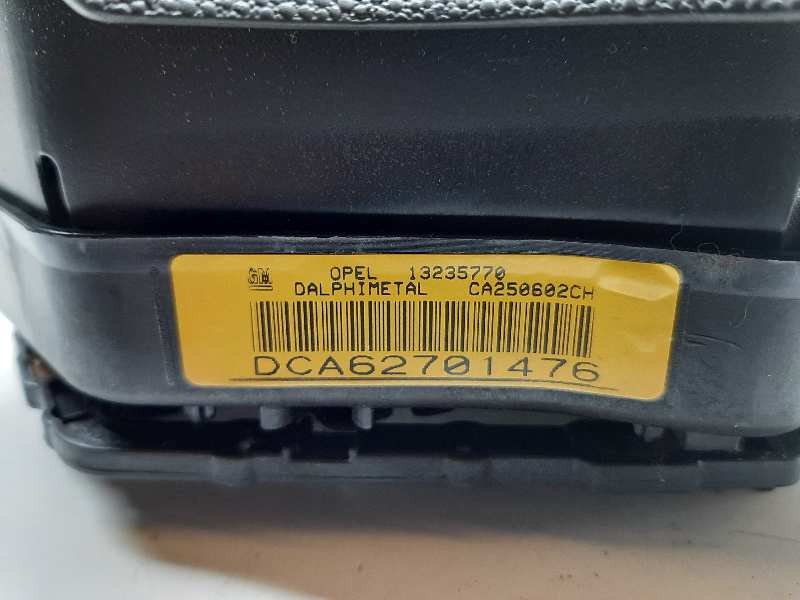 GM OPEL 13235770
DALPHIMETAL CA250602CH
DCA62701476